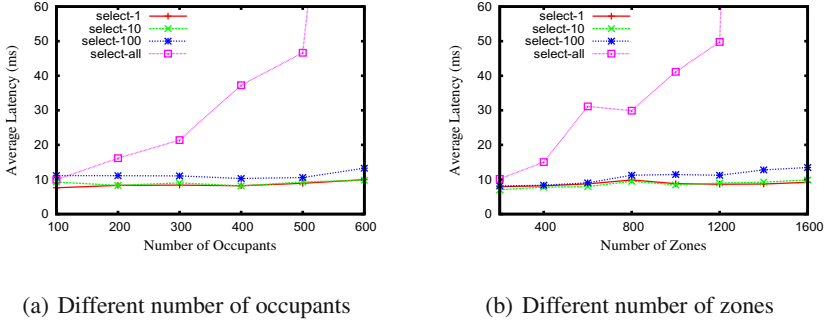 60
50
40
30
20
10
0
100
200
300
400
500
600
Average Latency (ms)
Number of Occupants
select-1
select-10
select-100
select-all
(a) Different number of occupants
60
50
40
30
20
10
0
400
800
1200
1600
Average Latency (ms)
Number of Zones
select-1
select-10
select-100
select-all
(b) Different number of zones